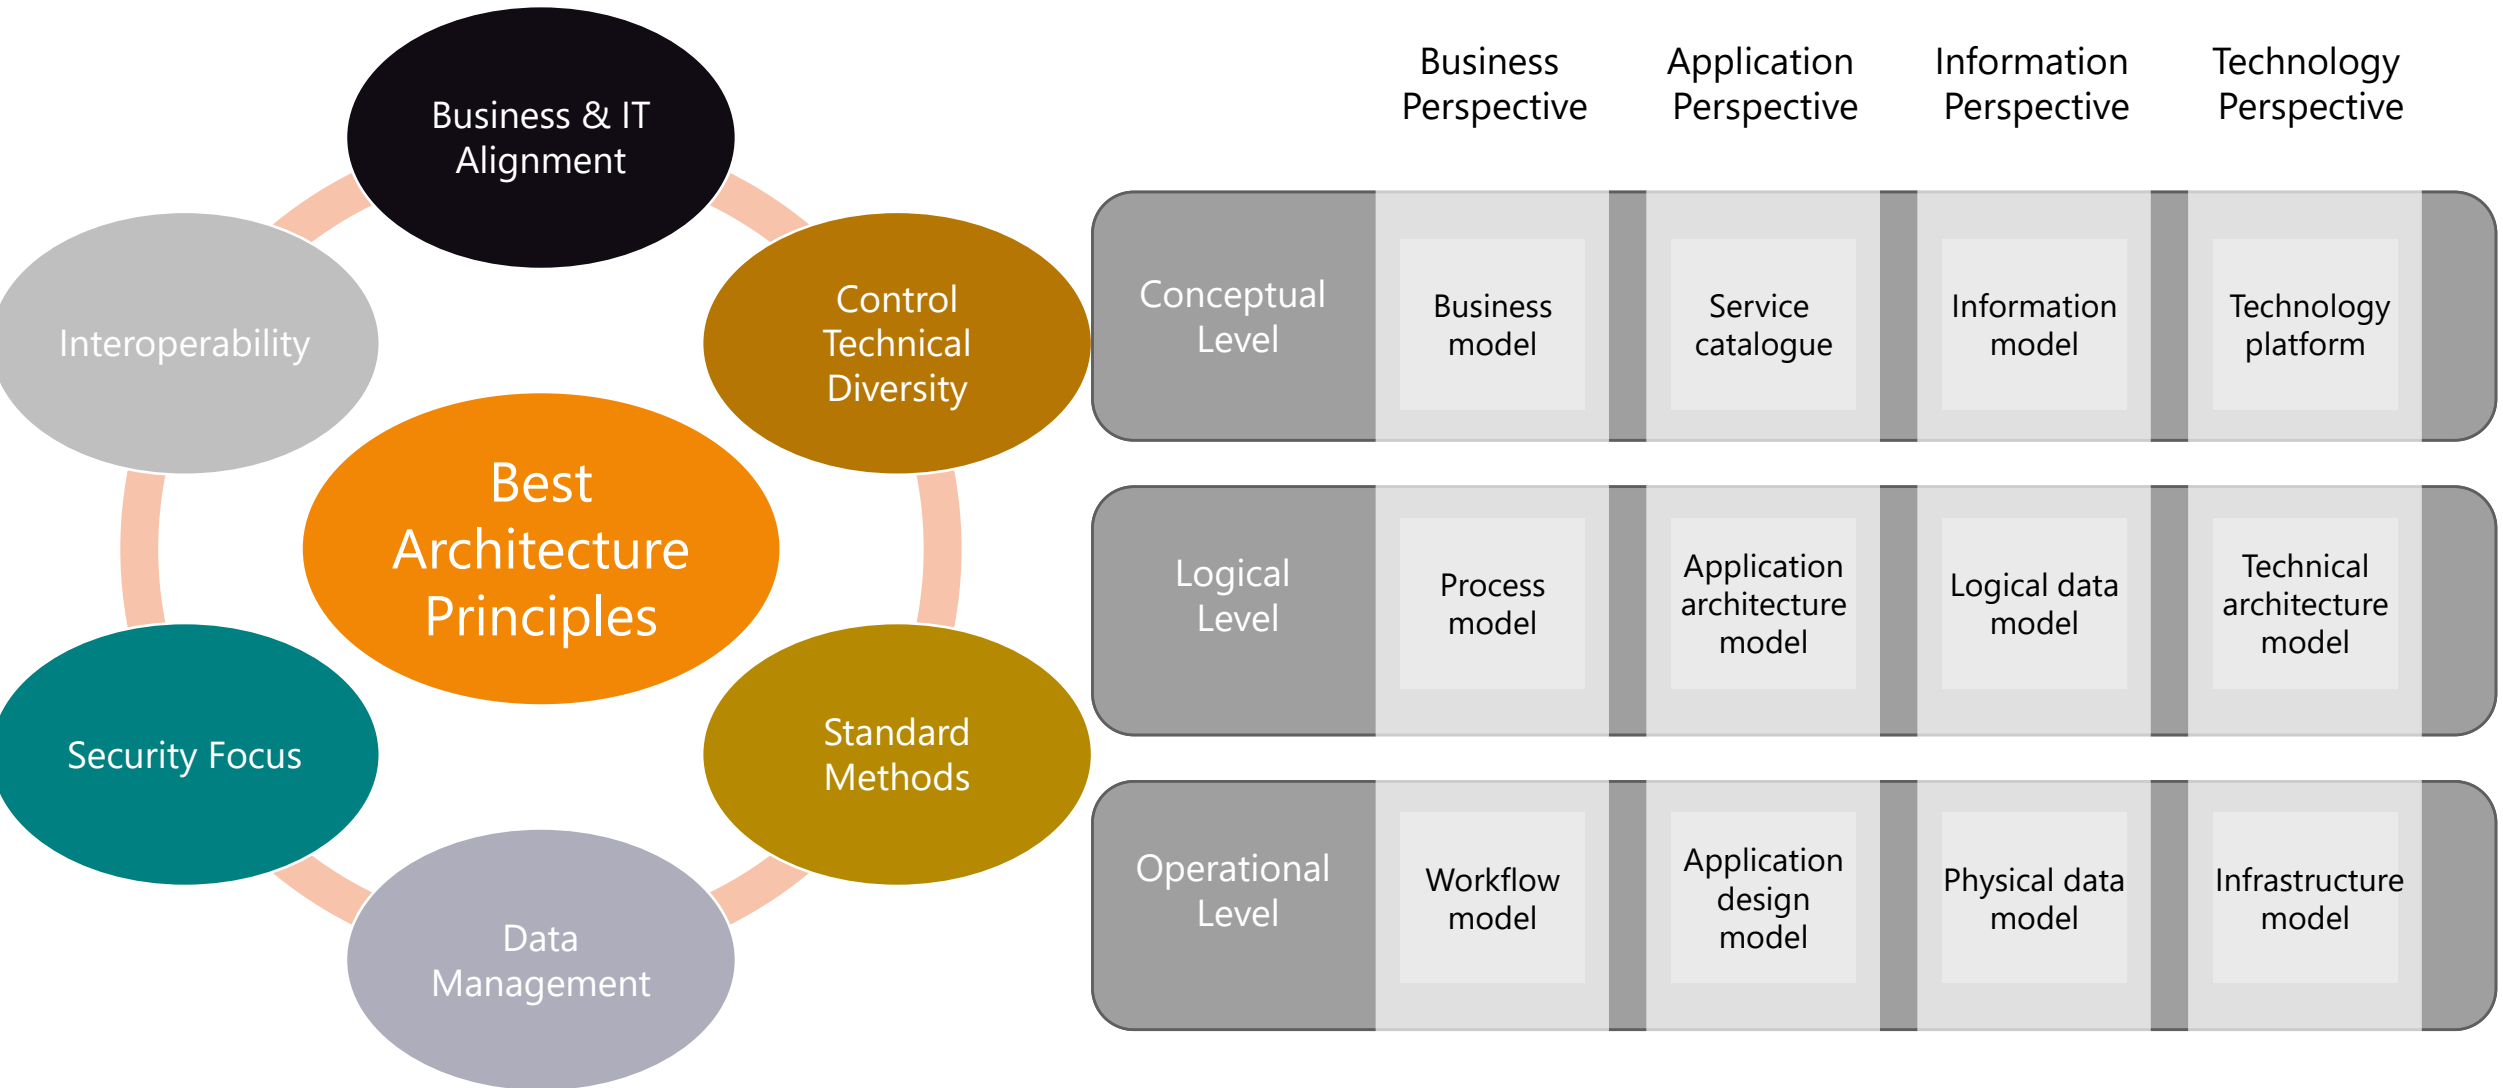 Business & IT
Alignment
Control
Technical
Diversity
Interoperability
Best
Architecture
Principles
Security Focus
Standard
Methods
Data
Management
Business
Perspective
Application
Perspective
Information
Perspective
Technology
Perspective
Conceptual
Level
Business
model
Service
catalogue
Information
model
Technology
platform
Logical
Level
Process
model
Application
architecture
model
Logical data
model
Technical
architecture
model
Operational
Level
Workflow
model
Application
design
model
Physical data
model
Infrastructure
model